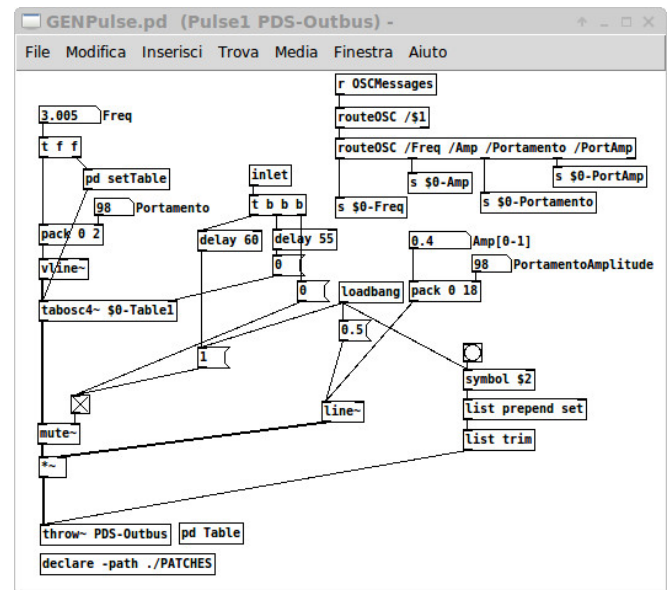 GENPulse.pd (Pulse1 PDS-Outbus) -
File Modifica Inserisci Trova Media Finestra Aiuto
r OSCMessages
3.005 Freq
routeOSC /$1
t f f
routeOSC /Freq /Amp /Portamento /PortAmp
pd setTable
inlet
s $0-Amp
s $0-PortAmp
98 Portamento
t b b b
s $0-Freq
s $0-Portamento
pack 0 2
delay 60
delay 55
0.4 Amp[0-1]
vline~
0
98 PortamentoAmplitude
0
loadbang
pack 0 18
tabosc4~ $0-Table1
0.5
1
symbol $2
line~
list prepend set
mute~
list trim
*~
throw~ PDS-Outbus
pd Table
declare -path ./PATCHES